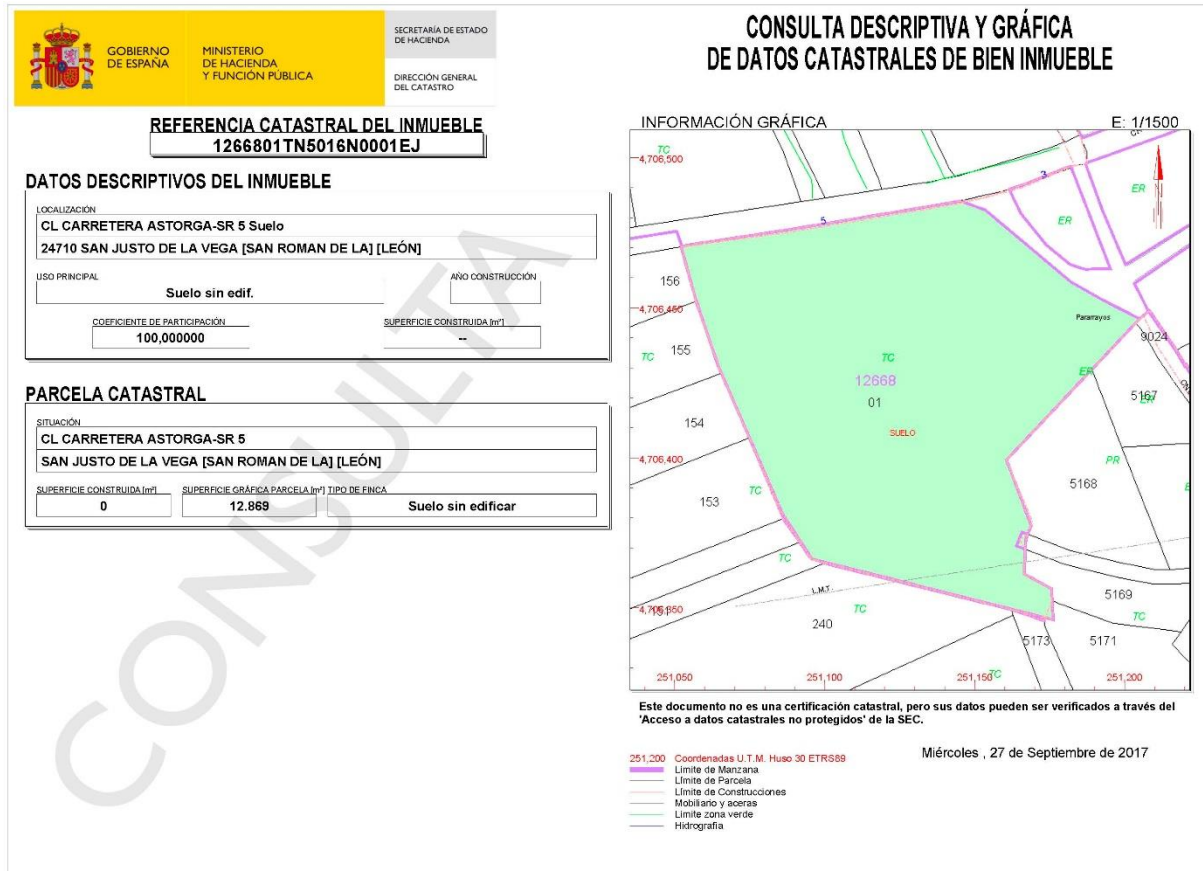 GOBIERNO
DE ESPAÑA
MINISTERIO
DE HACIENDA
Y FUNCIÓN PÚBLICA
SECRETARÍA DE ESTADO
DE HACIENDA
DIRECCIÓN GENERAL
DEL CATASTRO
CONSULTA DESCRIPTIVA Y GRÁFICA
DE DATOS CATASTRALES DE BIEN INMUEBLE
REFERENCIA CATASTRAL DEL INMUEBLE
1266801TN5016N0001EJ
DATOS DESCRIPTIVOS DEL INMUEBLE
LOCALIZACIÓN
CL CARRETERA ASTORGA-SR 5 Suelo
24710 SAN JUSTO DE LA VEGA [SAN ROMAN DE LA] [LEÓN]
USO PRINCIPAL
Suelo sin edif.
AÑO CONSTRUCCIÓN
COEFICIENTE DE PARTICIPACIÓN
100,000000
SUPERFICIE CONSTRUIDA [m²]
--
PARCELA CATASTRAL
SITUACIÓN
CL CARRETERA ASTORGA-SR 5
SAN JUSTO DE LA VEGA [SAN ROMAN DE LA] [LEÓN]
SUPERFICIE CONSTRUIDA [m²]
0
SUPERFICIE GRÁFICA PARCELA [m²]
12.869
TIPO DE FINCA
Suelo sin edificar
CONSULTA
INFORMACIÓN GRÁFICA
E: 1/1500
TC
4,706,500
3
ER
5
ER
156
4,706,450
Pararrayos
9024
TC
155
TC
ER
12668
01
5167
ER
154
SUELO
4,706,400
PR
5168
153
TC
TC
L.M.T.
5169
4,706,350
TC
TC
240
5173
5171
TC
251,050
251,100
251,150
251,200
Este documento no es una certificación catastral, pero sus datos pueden ser verificados a través del
'Acceso a datos catastrales no protegidos' de la SEC.
Miércoles , 27 de Septiembre de 2017
251,200 Coordenadas U.T.M. Huso 30 ETRS89
Limite de Manzana
Límite de Parcela
Límite de Construcciones
Mobiliario y aceras
Limite zona verde
Hidrografía